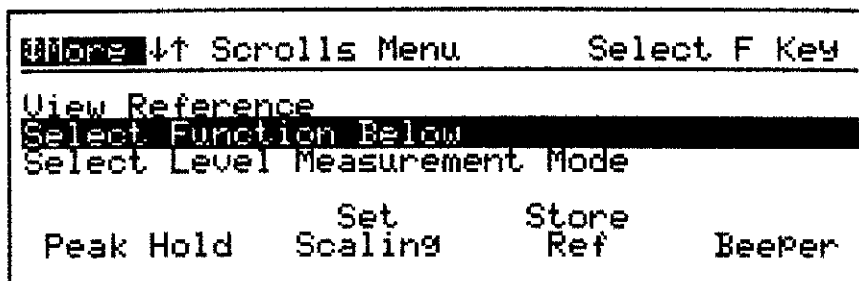 More ↓↑ Scrolls Menu Select F Key
View Reference
Select Function Below
Select Level Measurement Mode
Set Store
Peak Hold Scaling Ref Beeper